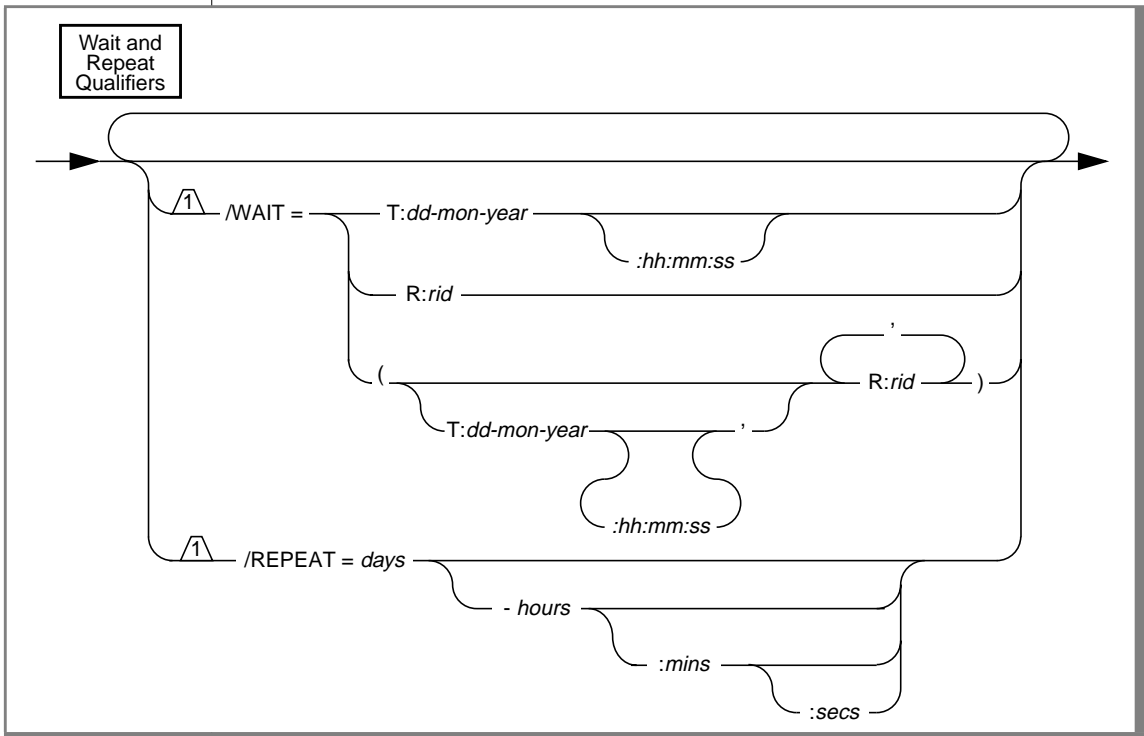 Wait and
Repeat
Qualifiers
1 /WAIT = T:dd-mon-year
:hh:mm:ss
R:rid
,
( R:rid )
T:dd-mon-year ,
:hh:mm:ss
1 /REPEAT = days
- hours
:mins
:secs